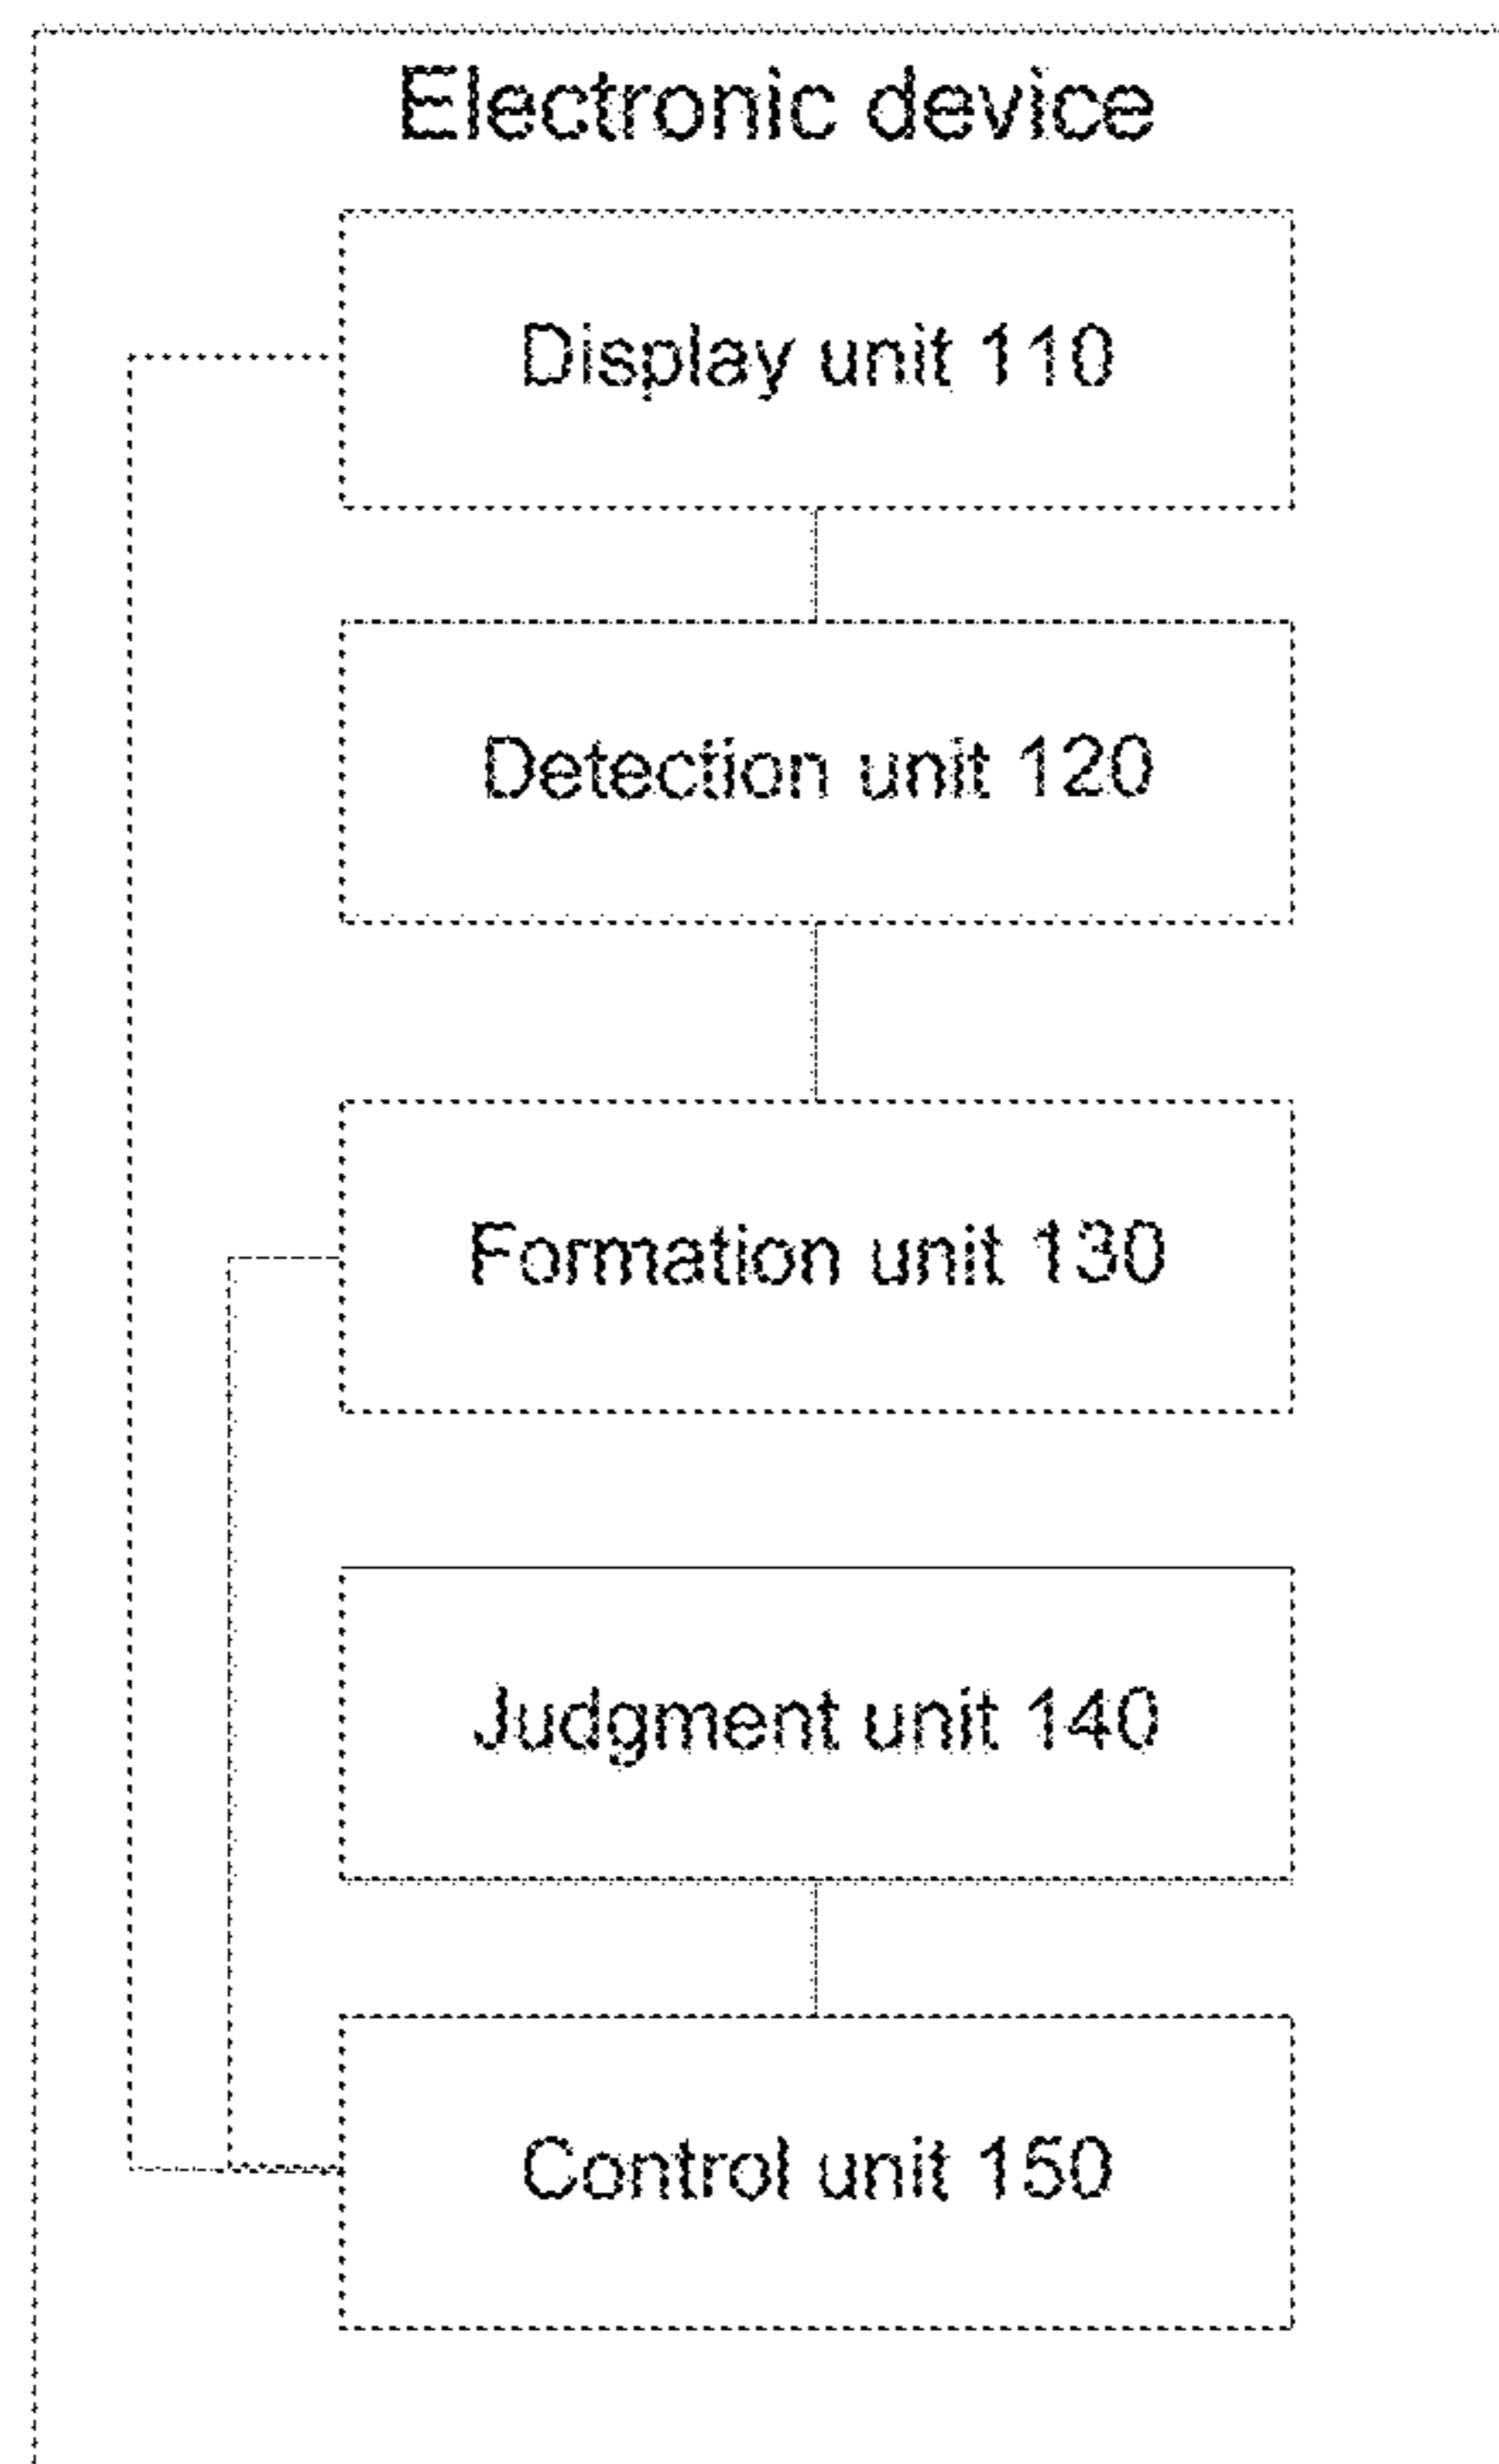 Electronic device
Display unit 110
Detection unit 120
Formation unit 130
Judgment unit 140
Control unit 150